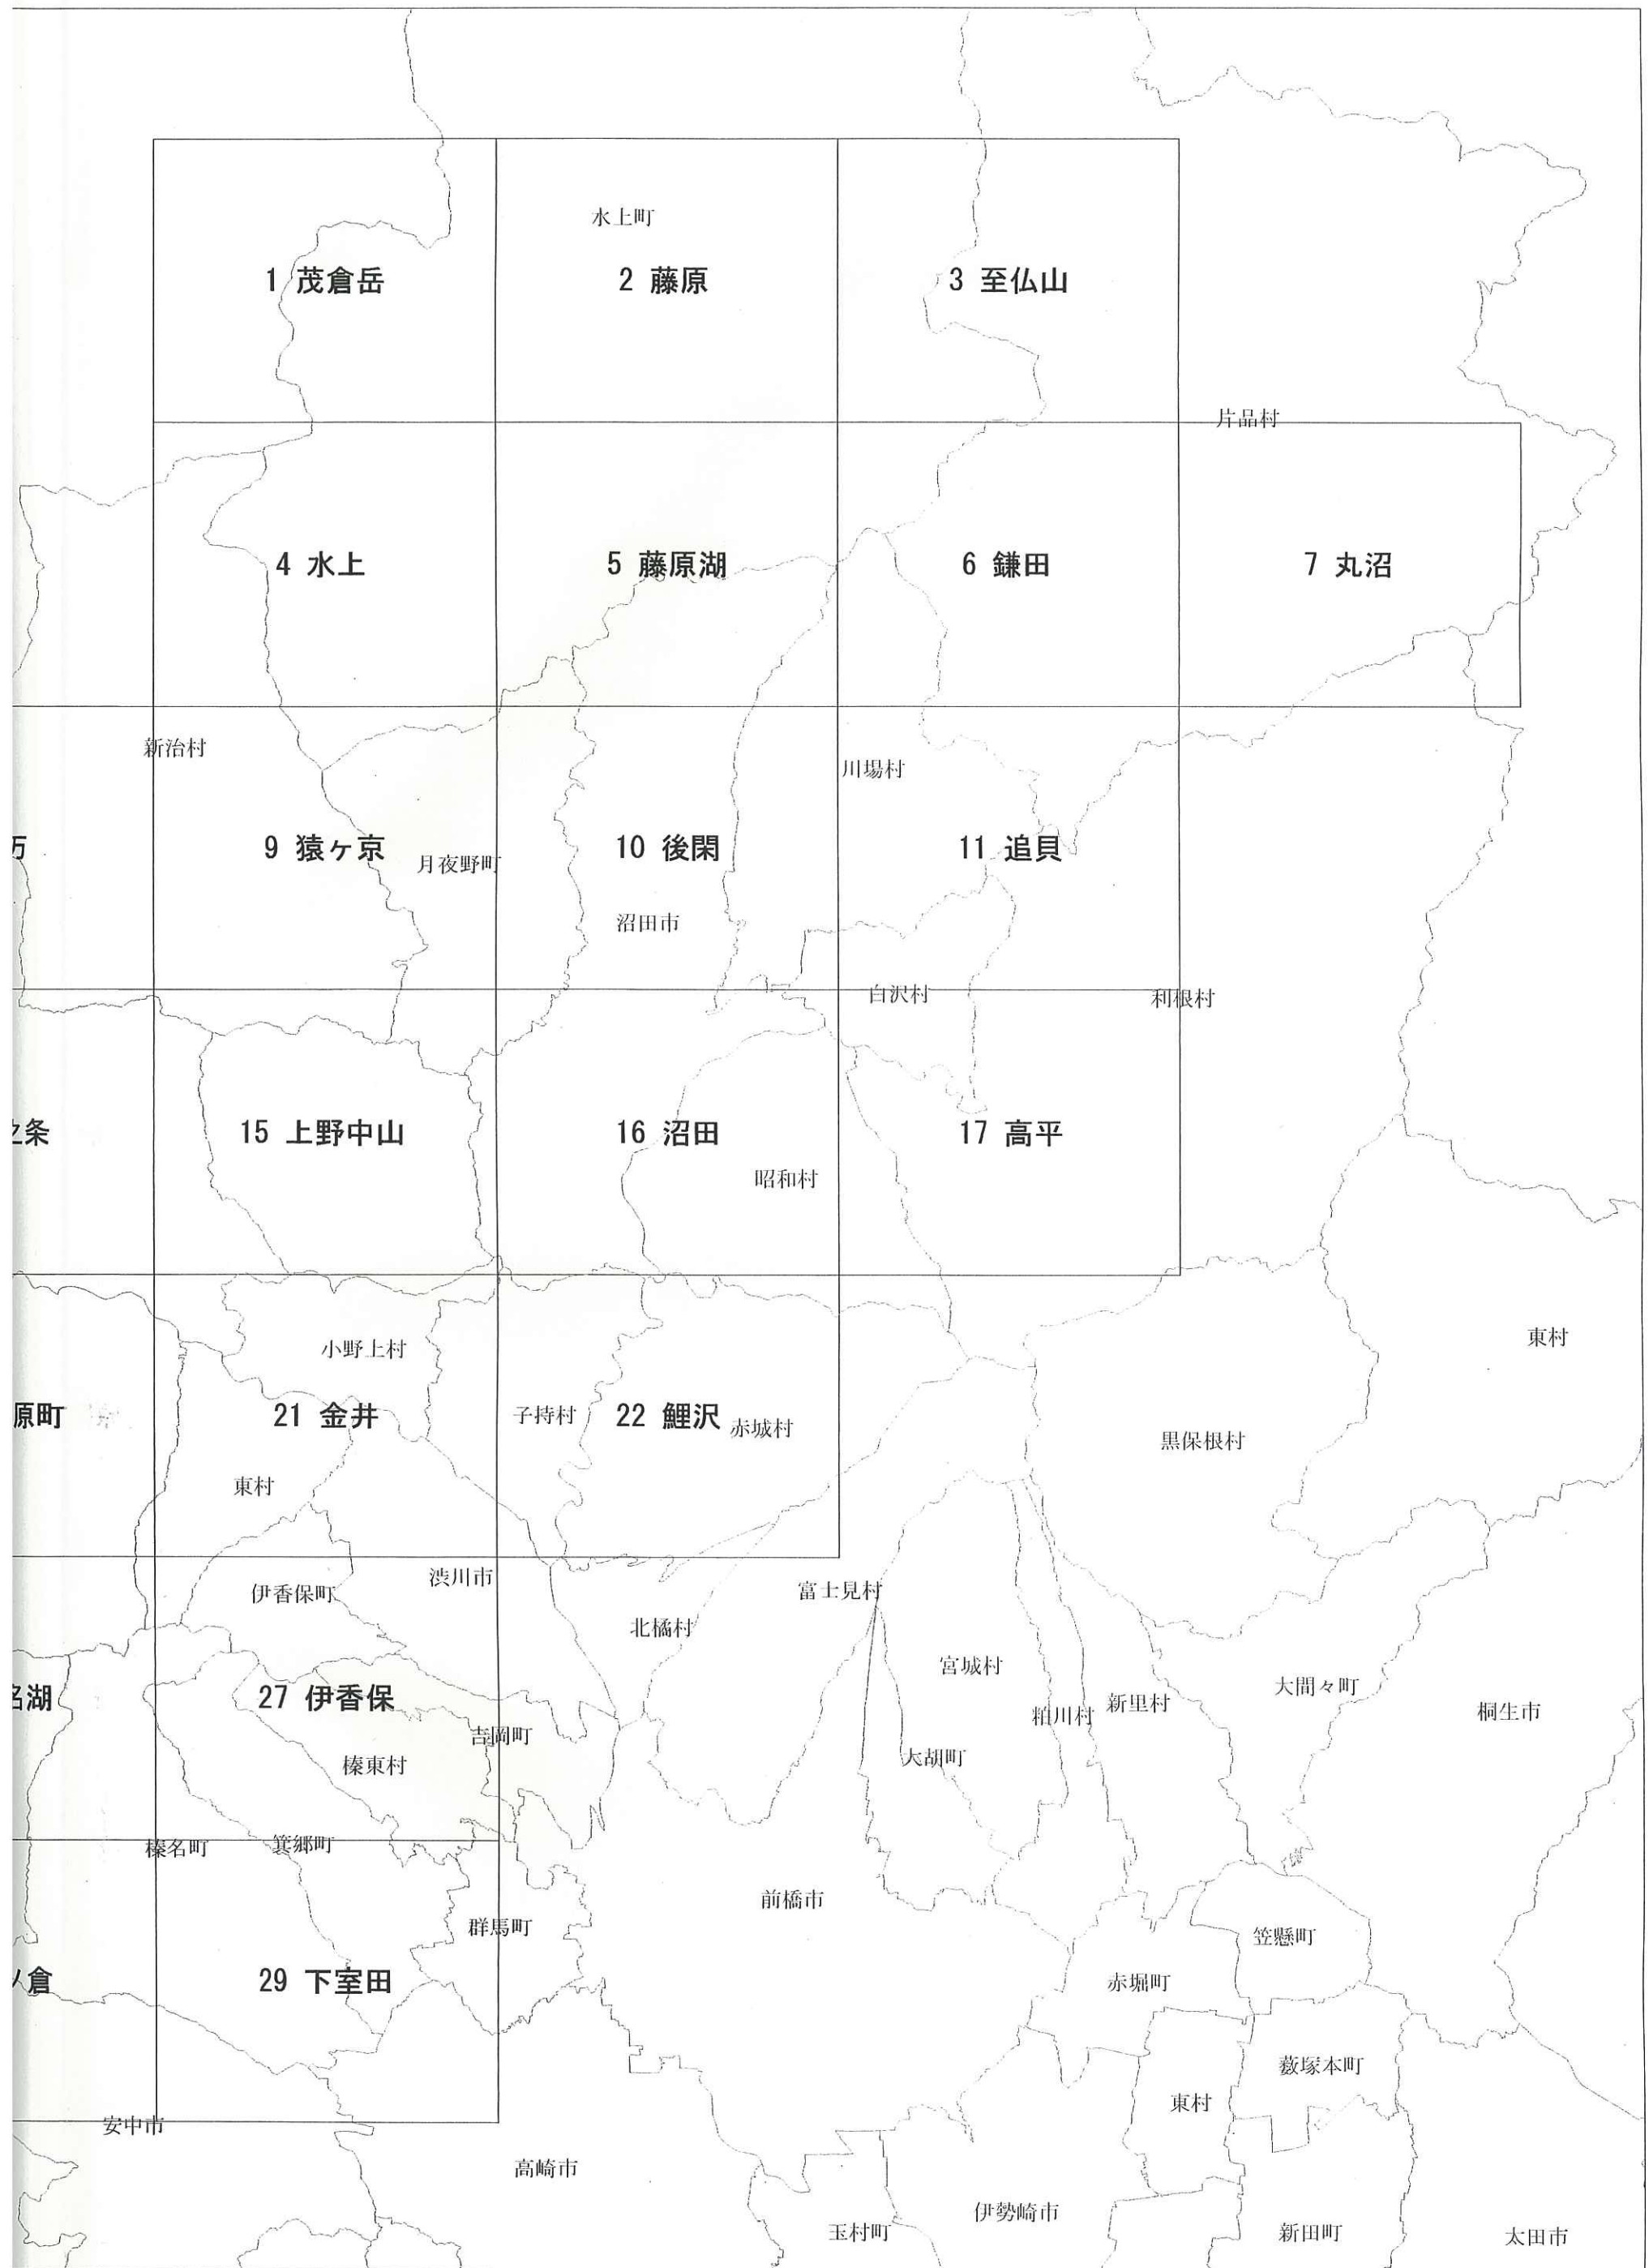 水上町
1 茂倉岳
2 藤原
3 至仏山
片品村
4 水上
5 藤原湖
6 鎌田
7 丸沼
新治村
川場村
万
9 猿ヶ京
月夜野町
10 後閑
11 追貝
沼田市
白沢村
利根村
之条
15 上野中山
16 沼田
17 高平
昭和村
小野上村
東村
原町
21 金井
子持村
22 鯉沢
赤城村
黒保根村
東村
伊香保町
渋川市
富士見村
北橘村
宮城村
大間々町
名湖
27 伊香保
粕川村
新里村
桐生市
吉岡町
榛東村
大胡町
榛名町
箕郷町
前橋市
群馬町
笠懸町
ノ倉
29 下室田
赤堀町
藪塚本町
東村
安中市
高崎市
伊勢崎市
玉村町
新田町
太田市